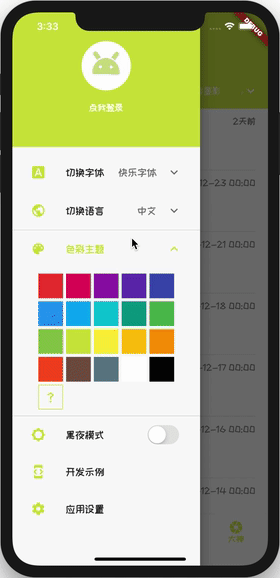 3:33
DEBUG
点我登录
2天前
切换字体 快乐字体
12-23 00:00
切换语言 中文
12-21 00:00
色彩主题
12-18 00:00
12-17 00:00
?
12-16 00:00
黑夜模式
开发示例
12-14 00:00
应用设置